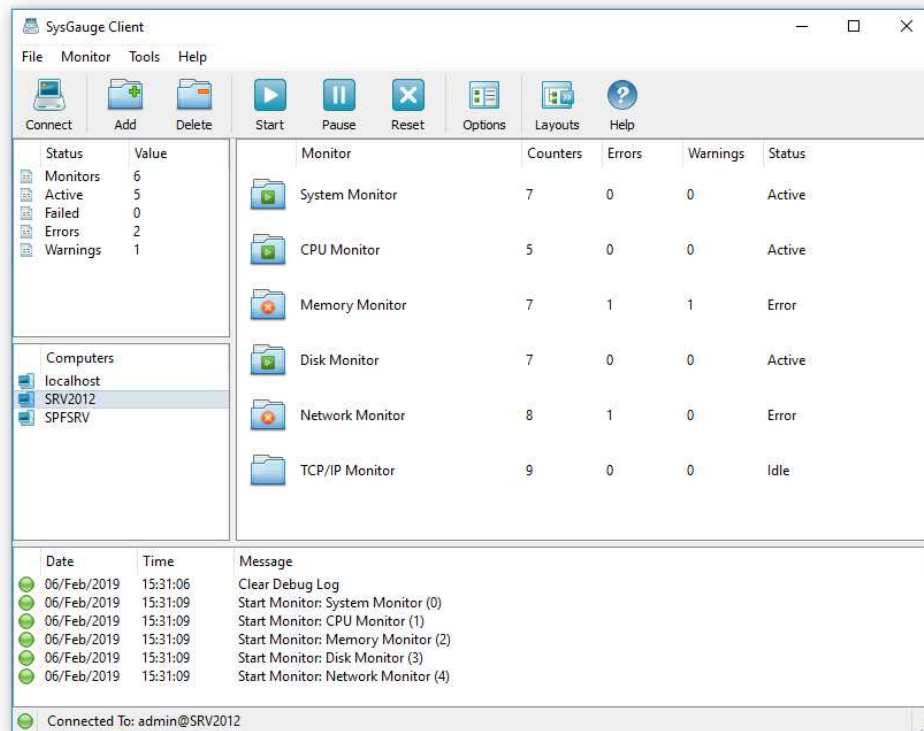 SysGauge Client
File Monitor Tools Help
Connect Add Delete Start Pause Reset Options Layouts Help
Status Value
Monitors 6
Active 5
Failed 0
Errors 2
Warnings 1
Computers
localhost
SRV2012
SPFSRV
Monitor Counters Errors Warnings Status
System Monitor 7 0 0 Active
CPU Monitor 5 0 0 Active
Memory Monitor 7 1 1 Error
Disk Monitor 7 0 0 Active
Network Monitor 8 1 0 Error
TCP/IP Monitor 9 0 0 Idle
Date Time Message
06/Feb/2019 15:31:06 Clear Debug Log
06/Feb/2019 15:31:09 Start Monitor: System Monitor (0)
06/Feb/2019 15:31:09 Start Monitor: CPU Monitor (1)
06/Feb/2019 15:31:09 Start Monitor: Memory Monitor (2)
06/Feb/2019 15:31:09 Start Monitor: Disk Monitor (3)
06/Feb/2019 15:31:09 Start Monitor: Network Monitor (4)
Connected To: admin@SRV2012